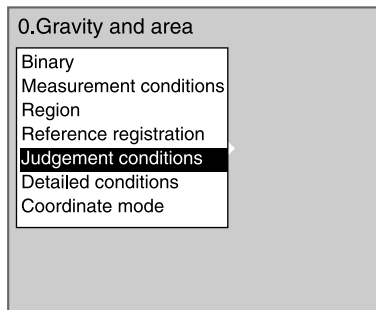 0.Gravity and area
Binary
Measurement conditions
Region
Reference registration
Judgement conditions
Detailed conditions
Coordinate mode